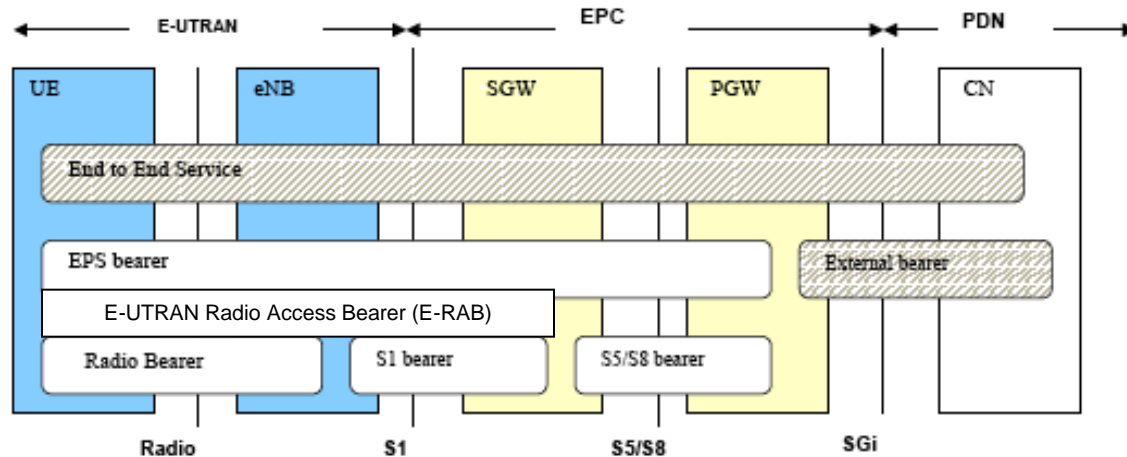 E-UTRAN EPC PDN
UE eNB SGW PGW CN
End to End Service
EPS bearer External bearer
E-UTRAN Radio Access Bearer (E-RAB)
Radio Bearer S1 bearer S5/S8 bearer
Radio S1 S5/S8 SGi